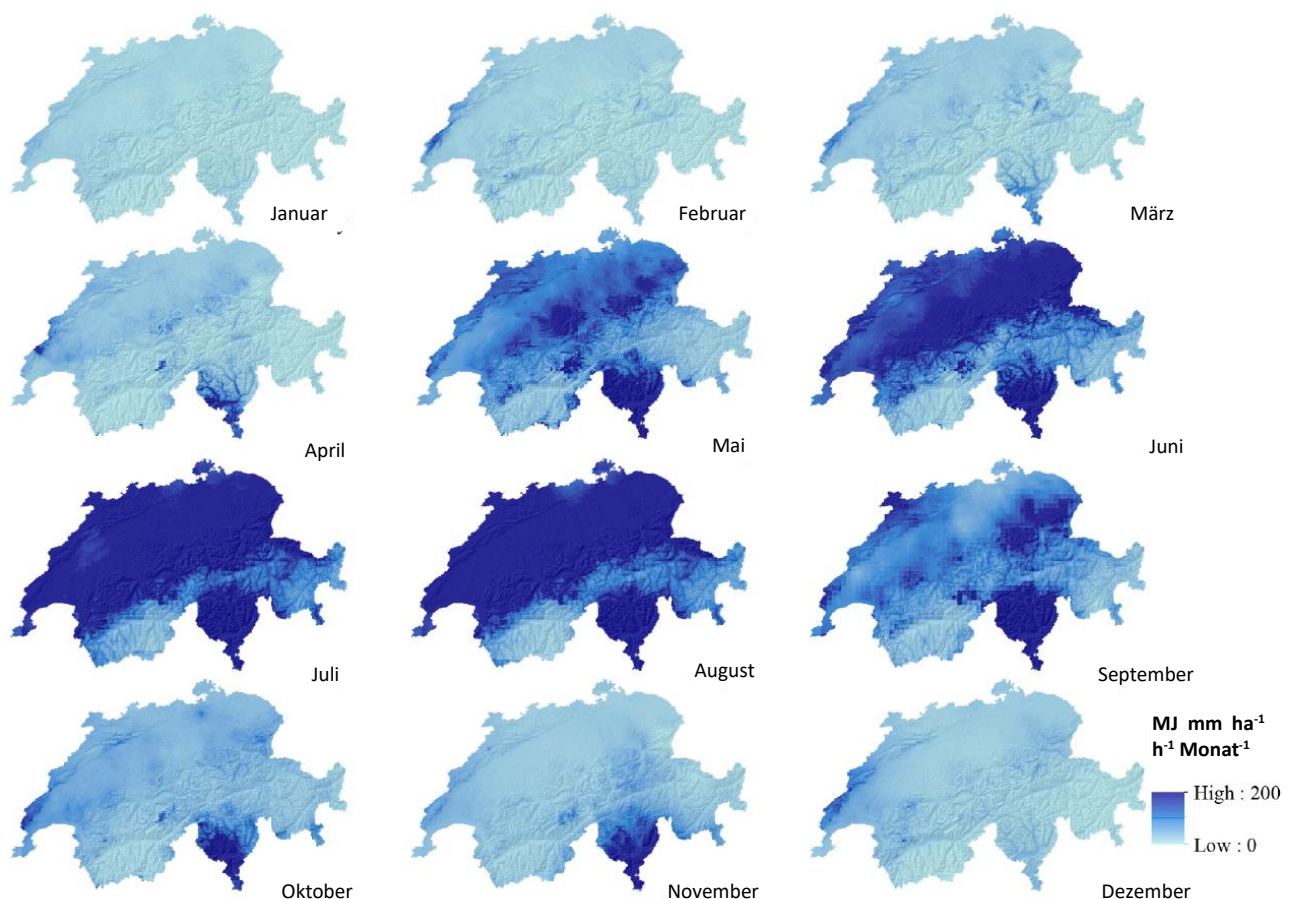 Januar
Februar
März
April
Mai
Juni
Juli
August
September
MJ mm ha⁻¹
h⁻¹ Monat⁻¹
High : 200
Low : 0
Oktober
November
Dezember